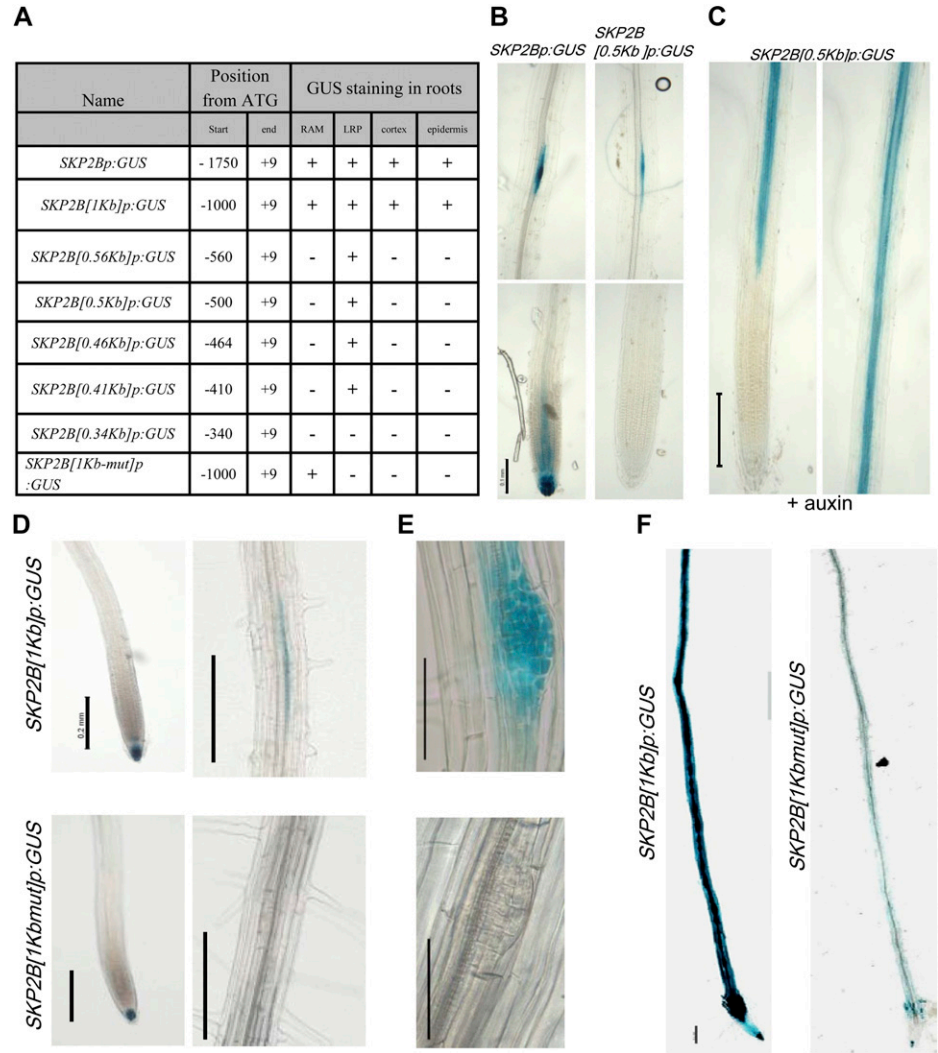 A
Name Position from ATG GUS staining in roots
Start end RAM LRP cortex epidermis
SKP2Bp:GUS - 1750 +9 + + + +
SKP2B[1Kb]p:GUS -1000 +9 + + + +
SKP2B[0.56Kb]p:GUS -560 +9 - + - -
SKP2B[0.5Kb]p:GUS -500 +9 - + - -
SKP2B[0.46Kb]p:GUS -464 +9 - + - -
SKP2B[0.41Kb]p:GUS -410 +9 - + - -
SKP2B[0.34Kb]p:GUS -340 +9 - - - -
SKP2B[1Kb-mut]p
:GUS -1000 +9 + - - -
B
SKP2Bp:GUS
SKP2B
[0.5Kb ]p:GUS
0.1 mm
C
SKP2B[0.5Kb]p:GUS
+ auxin
D
SKP2B[1Kb]p:GUS
0.2 mm
SKP2B[1Kbmut]p:GUS
E
F
SKP2B[1Kb]p:GUS
SKP2B[1Kbmut]p:GUS